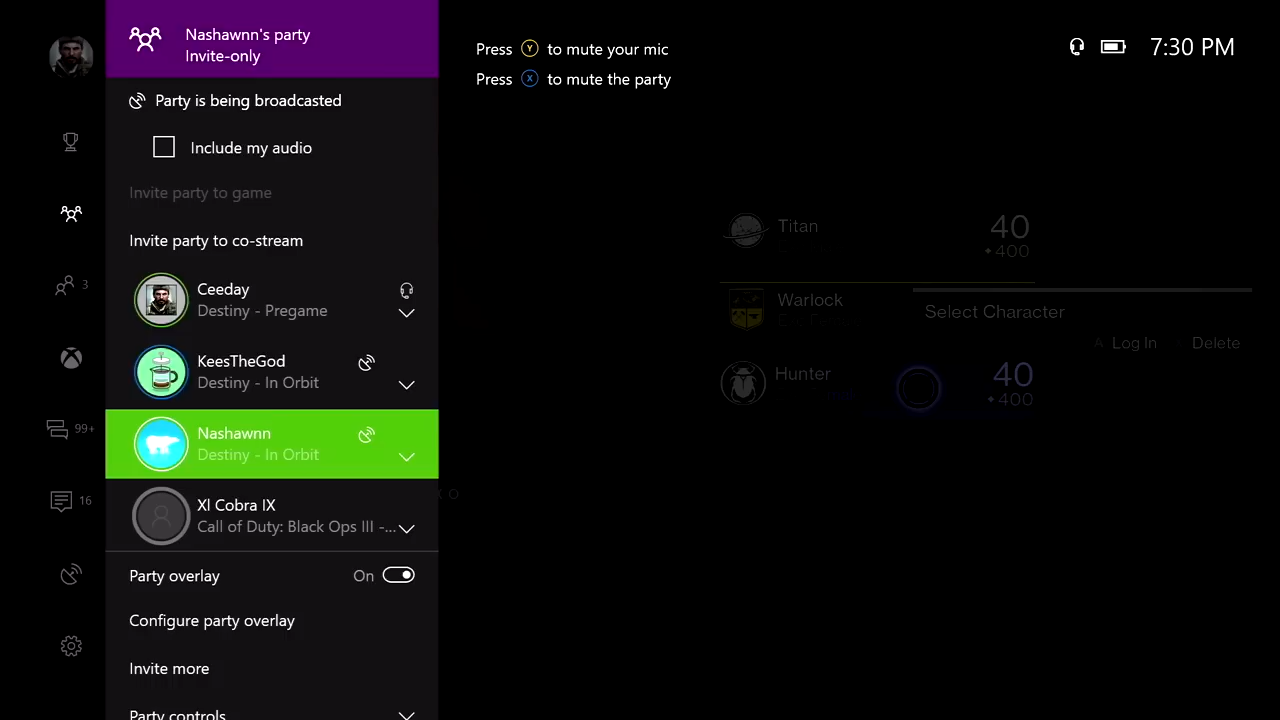 Nashawnn's party
Invite-only
Party is being broadcasted
Include my audio
Invite party to game
Invite party to co-stream
Ceeday
Destiny - Pregame
KeesTheGod
Destiny - In Orbit
Nashawnn
Destiny - In Orbit
Xl Cobra IX
Call of Duty: Black Ops III -...
Party overlay
On
Configure party overlay
Invite more
Party controls
3
99+
16
Press Y to mute your mic
Press X to mute the party
7:30 PM
Titan
40
400
Warlock
Select Character
A Log In
Delete
Hunter
40
400